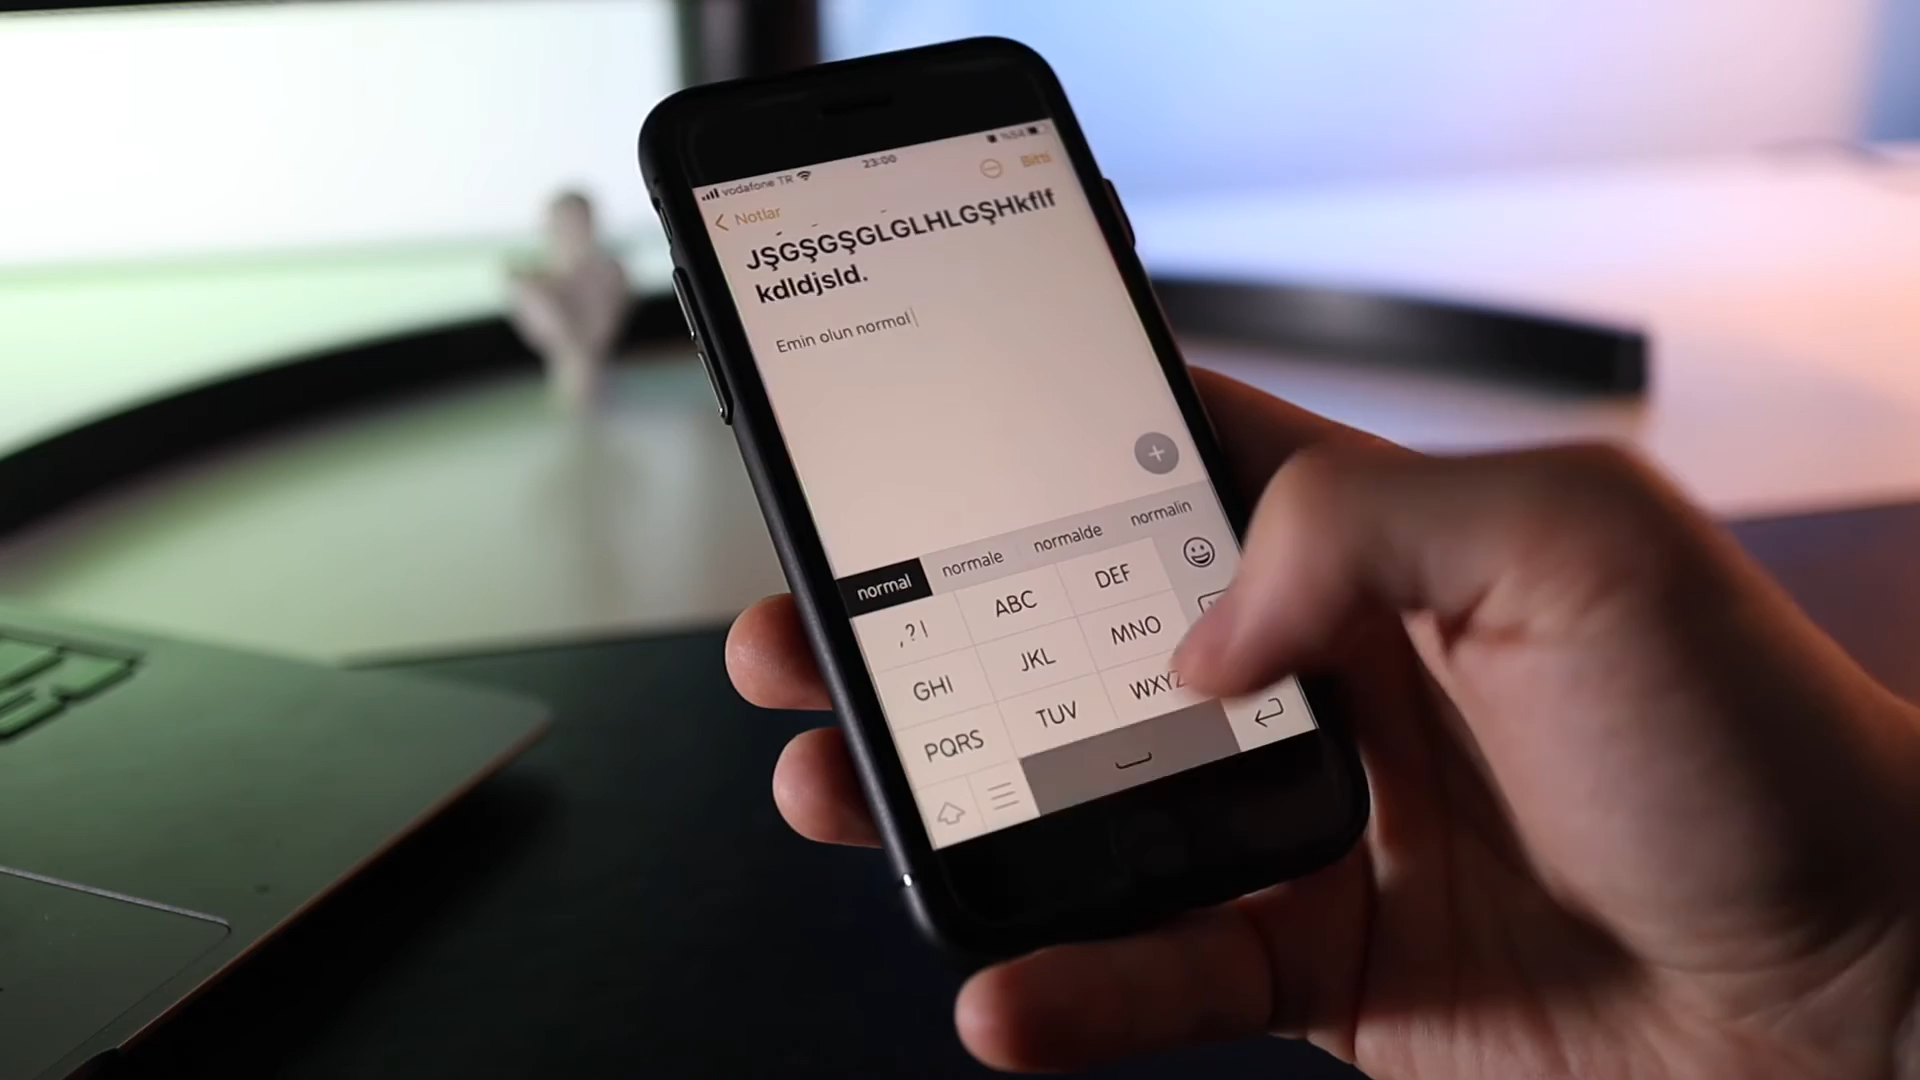 vodafone TR
23:00
%54
Notlar
Bitti
JŞGŞGŞGLGLHLGŞHkflf
kdldjsld.
Emin olun normal
normal normale normalde normalin
,?! ABC DEF
GHI JKL MNO
PQRS TUV WXYZ